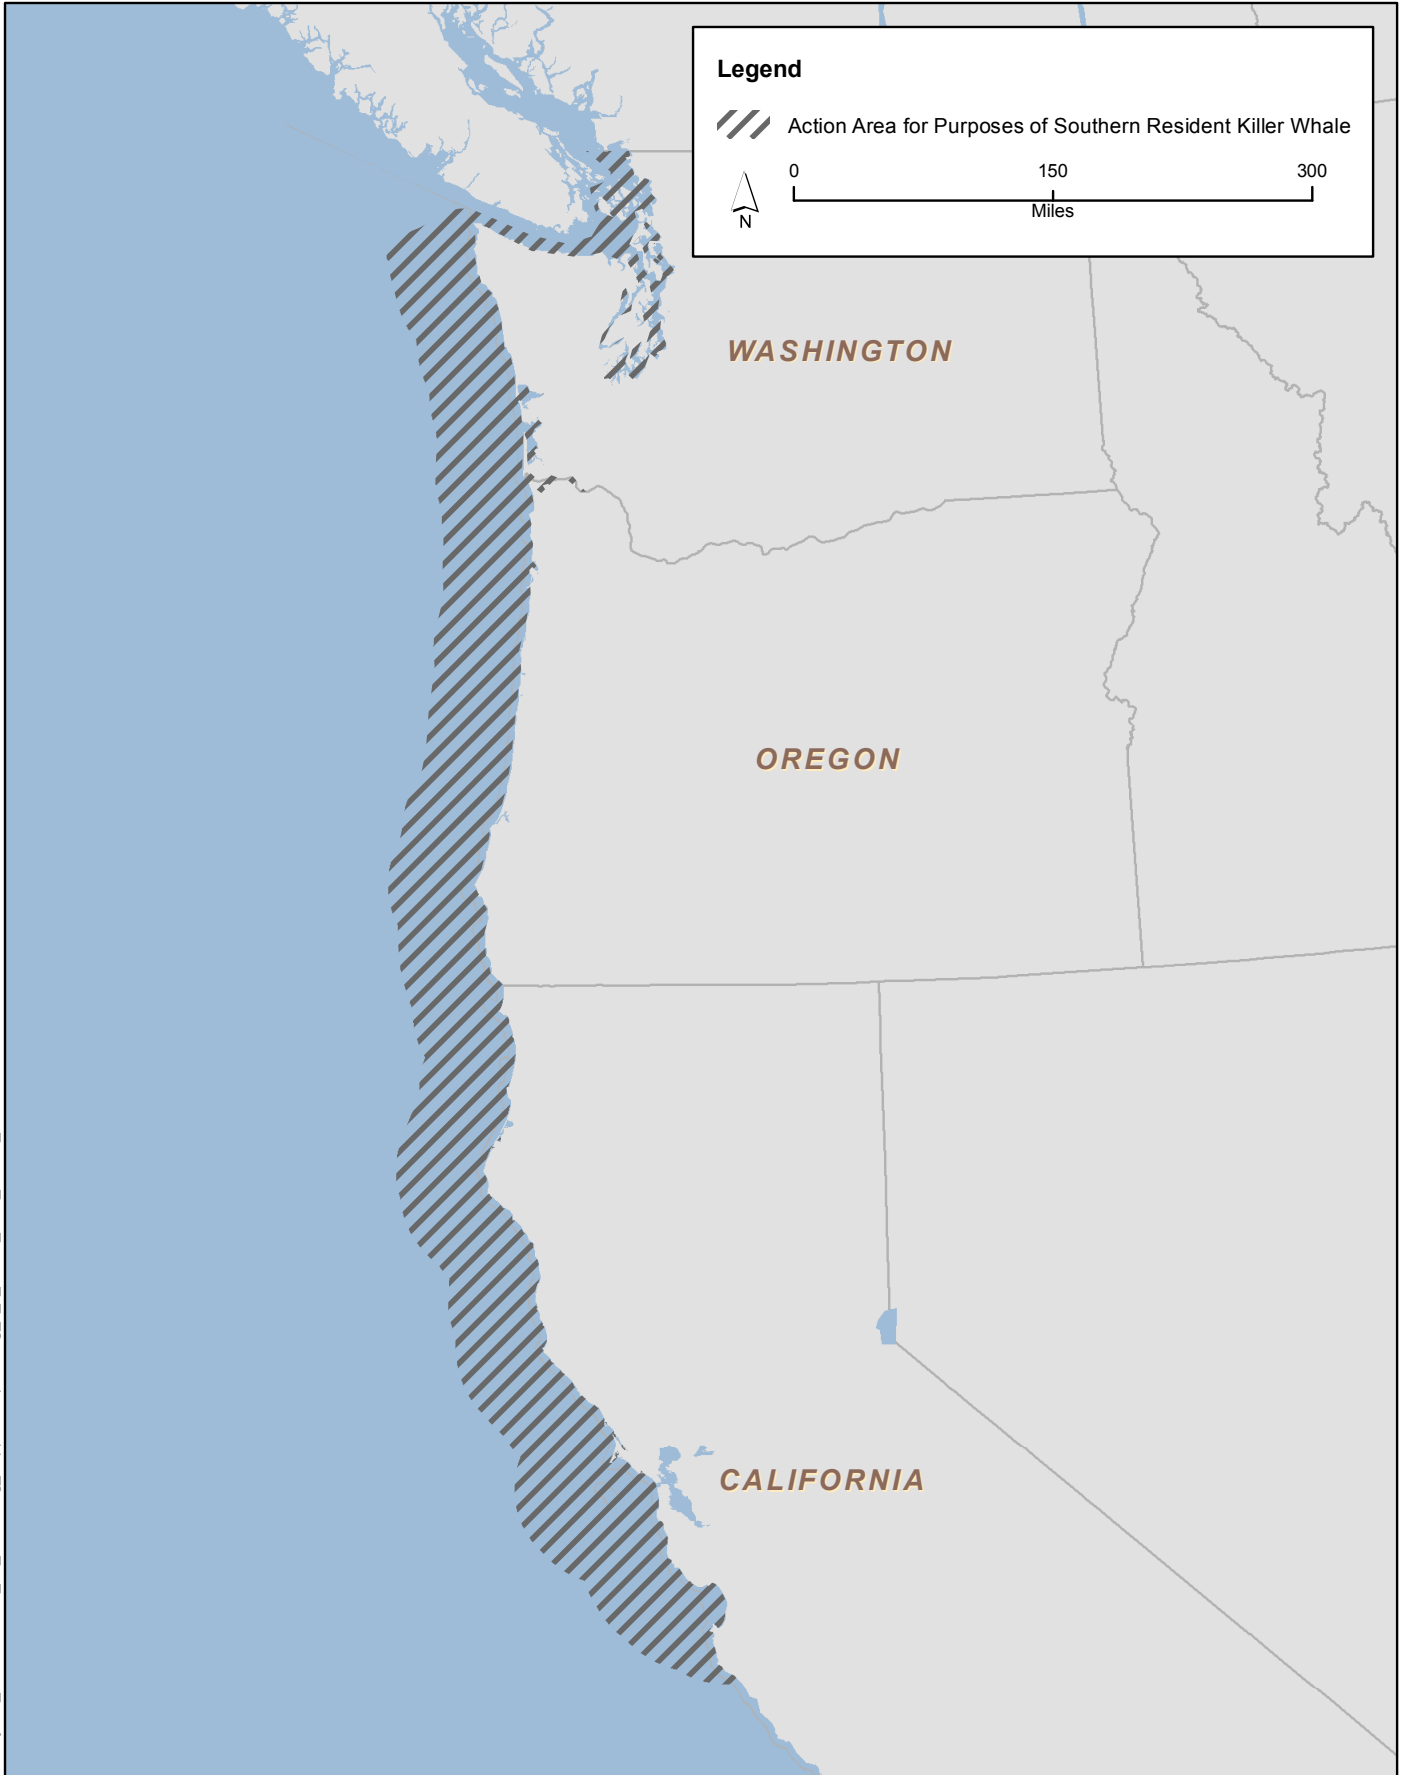 Legend
Action Area for Purposes of Southern Resident Killer Whale
0 150 300
Miles
N
WASHINGTON
OREGON
CALIFORNIA